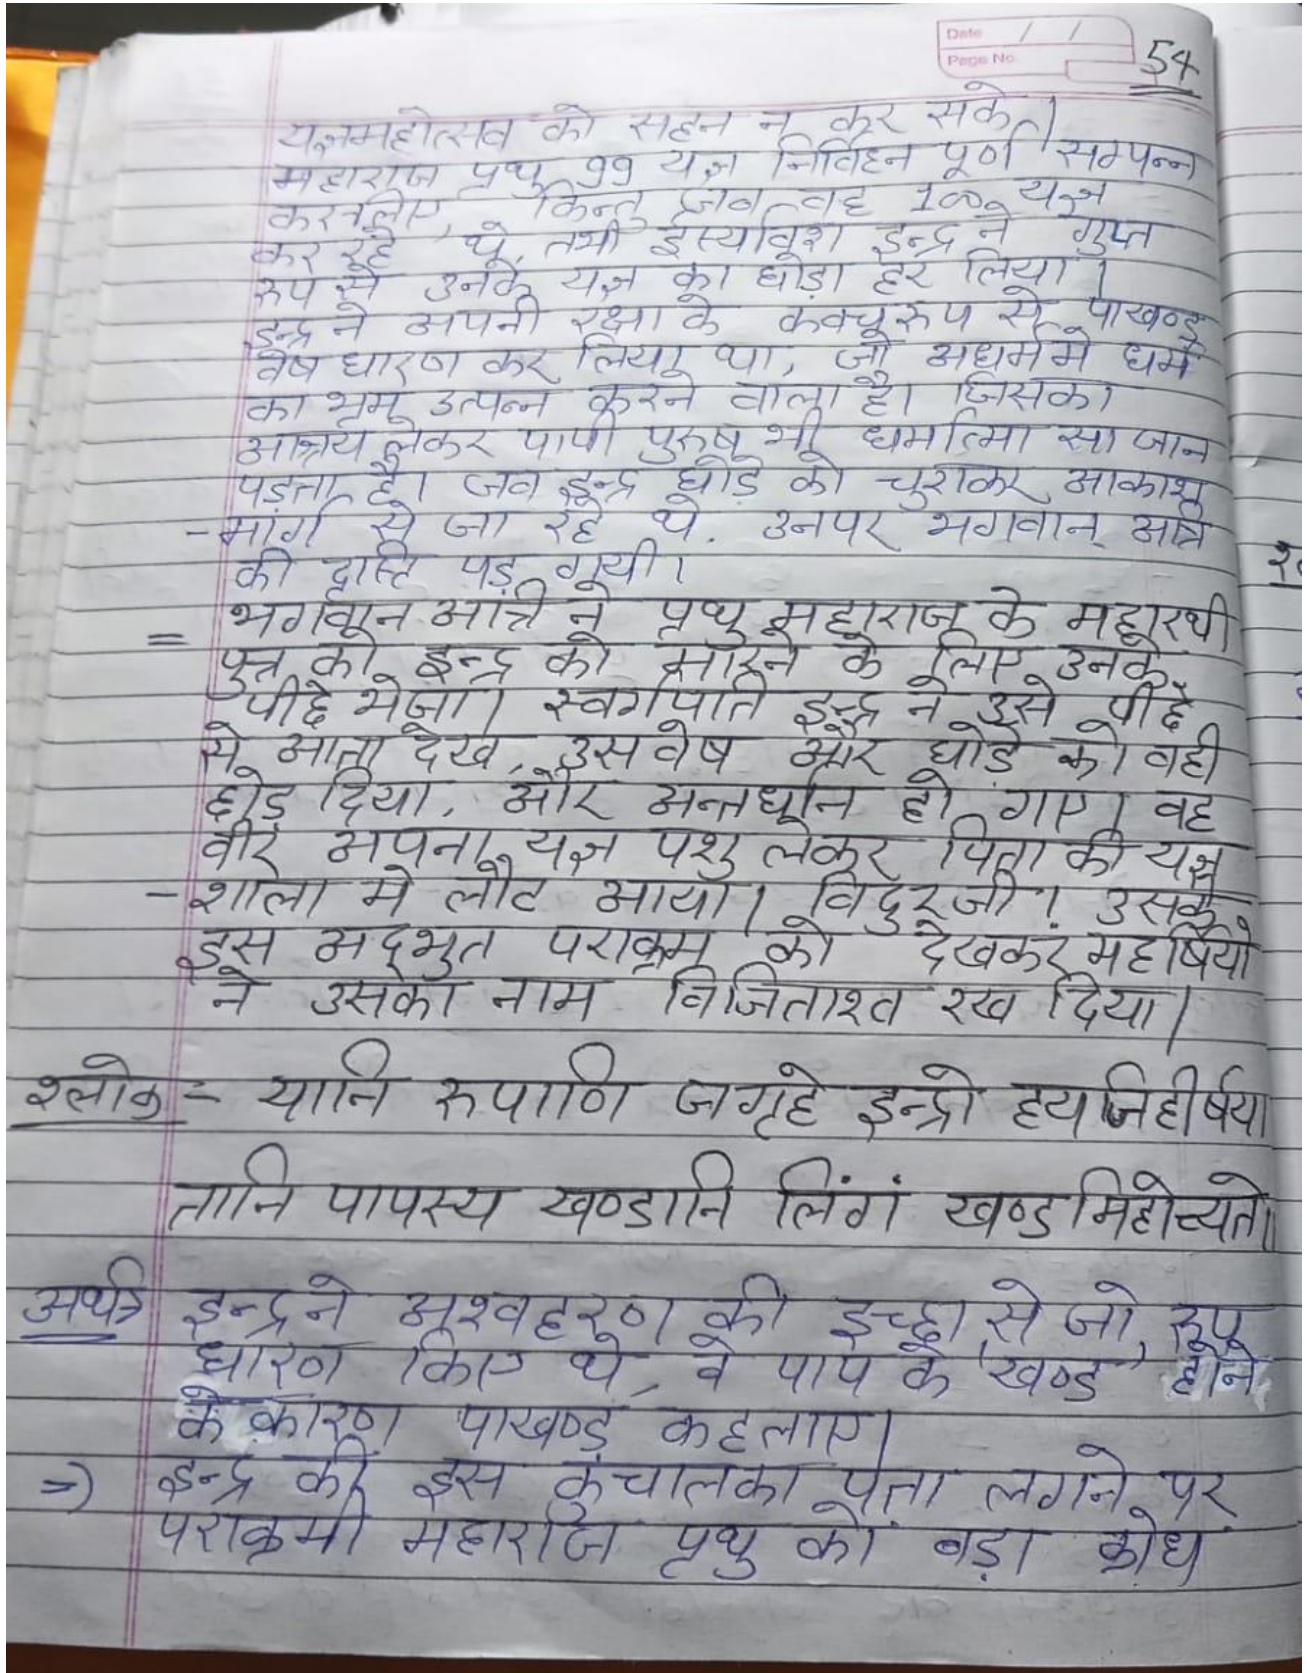 Date / /
Page No.
54
यज्ञमहोत्सव को सहन न कर सके।
महाराज पृथु 99 यज्ञ निर्विहन पूर्ण सम्पन्न
करलिए, किन्तु जब वह 100 यज्ञ
कर रहे थे, तभी ईर्स्यावश इन्द्र ने गुप्त
रुप से उनके यज्ञ का घोड़ा हर लिया।
इन्द्र ने अपनी रक्षा के कवच रुप से पाखण्ड
वेष धारण कर लिया था, जो अधर्म मे धर्म
का भ्रम उत्पन्न करने वाला है। जिसका
आश्रय लेकर पापी पुरुष भी धर्मात्मा सा जान
पड़ता है। जब इन्द्र घोड़े को चुराकर आकाश
-मार्ग से जा रहे थे. उनपर भगवान् अत्रि
की दृष्टि पड़ गयी।
= भगवान अत्रि ने पृथु महाराज के महारथी
पुत्र को इन्द्र को मारने के लिए उनके
पीछे भेजा। स्वर्गपति इन्द्र ने उसे पीछे
से आता देख, उस वेष और घोड़े को वही
छोड़ दिया, और अन्तर्धान हो गए। वह
वीर अपना यज्ञ पशु लेकर पिता की यज्ञ
-शाला मे लौट आया। विदुर जी! उसके
इस अद्भुत पराक्रम को देखकर महर्षियो
ने उसका नाम विजिताश्व रख दिया।
श्लोक - यानि रुपाणि जगृहे इन्द्रो हयजिहीर्षया
तानि पापस्य खण्डानि लिंगं खण्डमिहोच्यते॥
अर्थ इन्द्र ने अश्वहरण की इच्छा से जो रूप
धारण किए थे, वे पाप के 'खण्ड' होने
के कारण पाखण्ड कहलाए।
=) इन्द्र की इस कुचालका पता लगने पर
पराक्रमी महाराज पृथु को बड़ा क्रोध